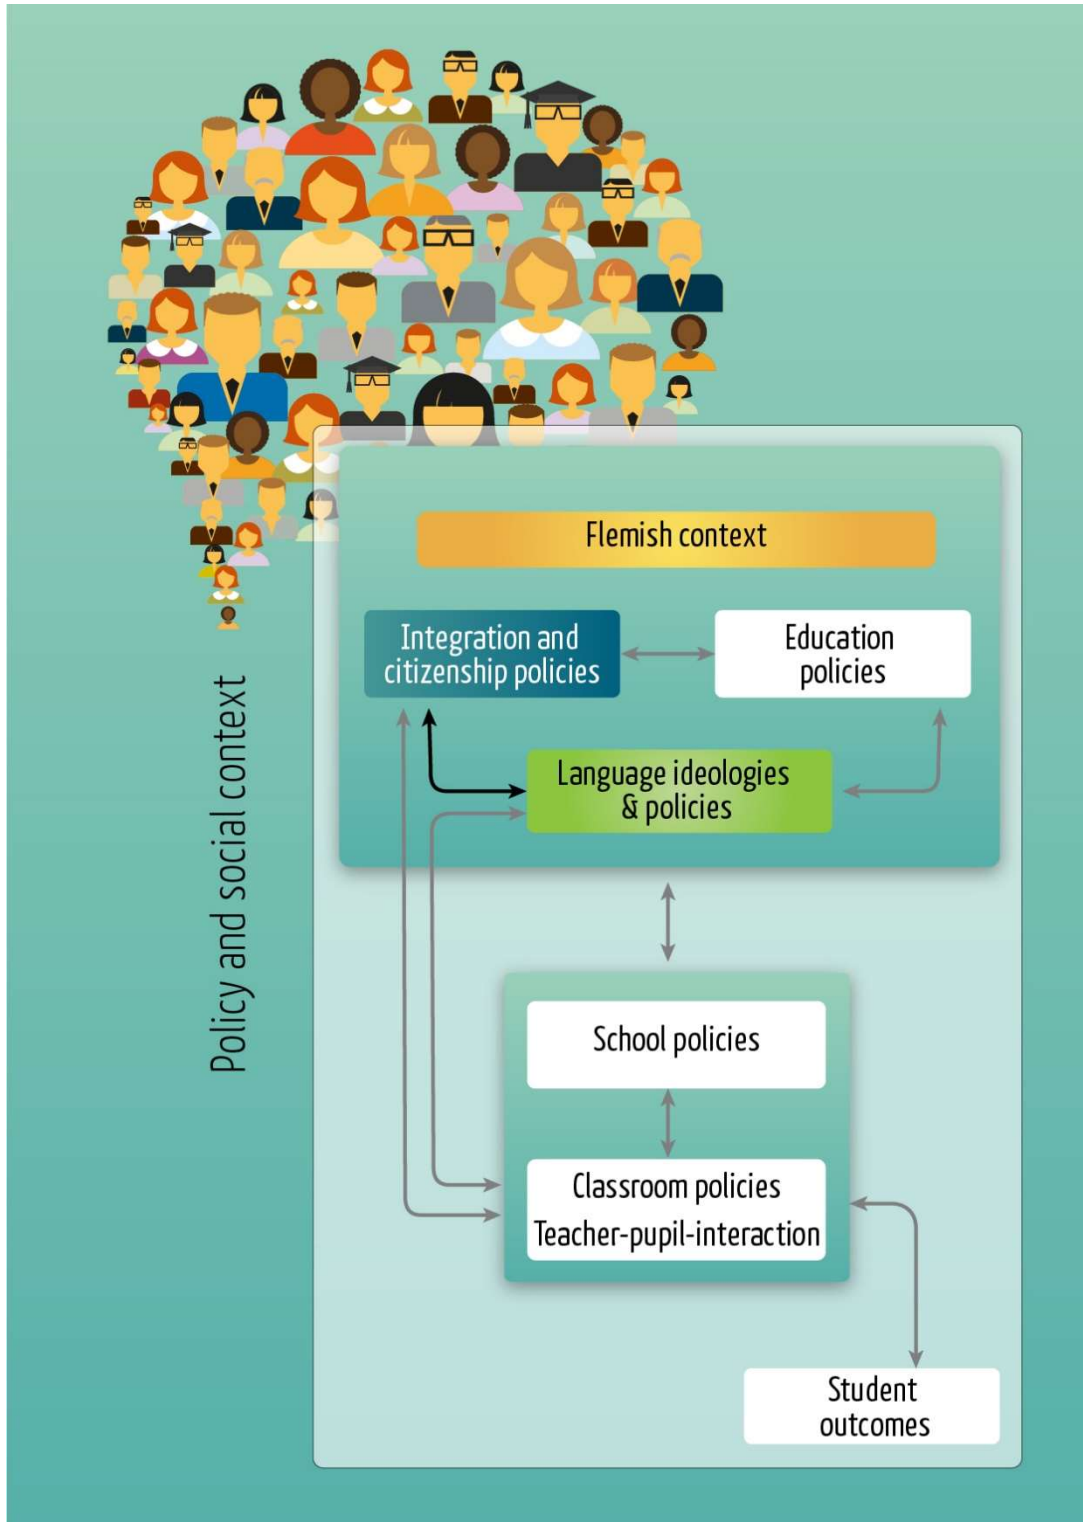 Policy and social context
Flemish context
Integration and
citizenship policies
Education
policies
Language ideologies
& policies
School policies
Classroom policies
Teacher-pupil-interaction
Student
outcomes